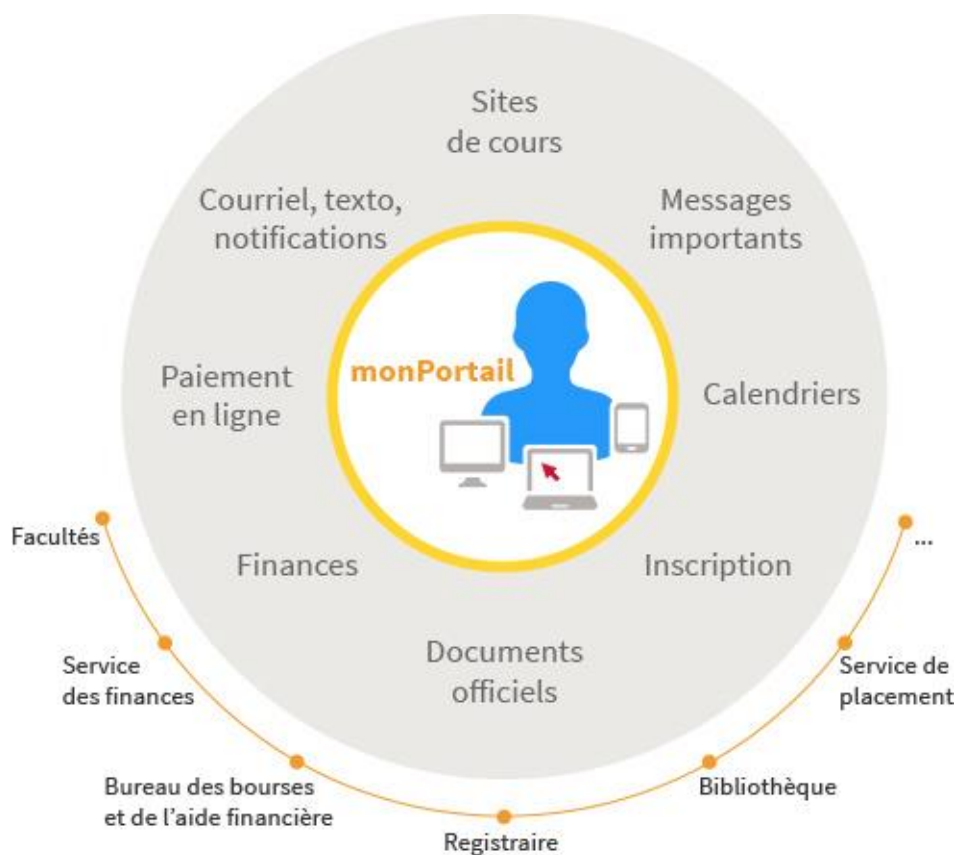 Sites
de cours
Courriel, texto,
notifications
Messages
importants
monPortail
Paiement
en ligne
Calendriers
Facultés
...
Finances
Inscription
Documents
officiels
Service
des finances
Service de
placement
Bureau des bourses
et de l'aide financière
Bibliothèque
Registraire